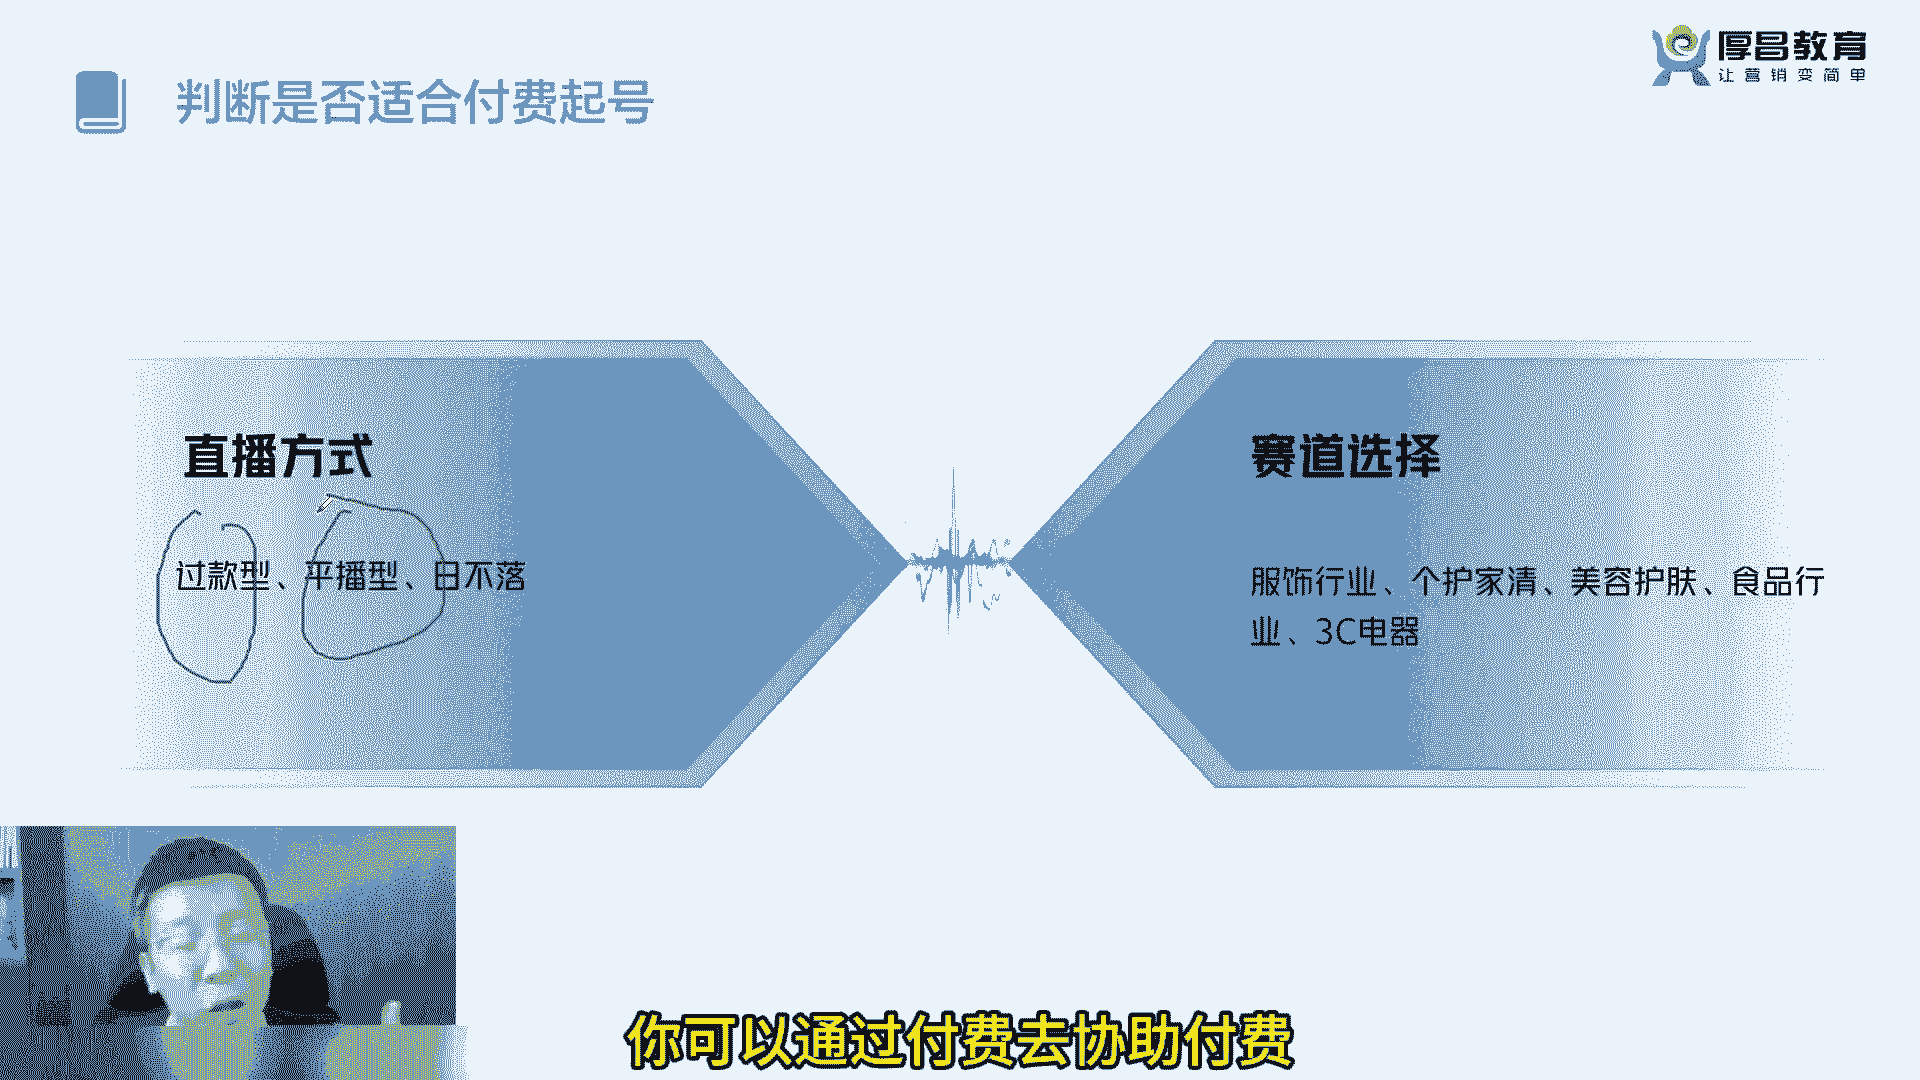 厚昌教育
让营销变简单
判断是否适合付费起号
直播方式
过款型、平播型、日不落
赛道选择
服饰行业、个护家清、美容护肤、食品行
业、3C电器
你可以通过付费去协助付费